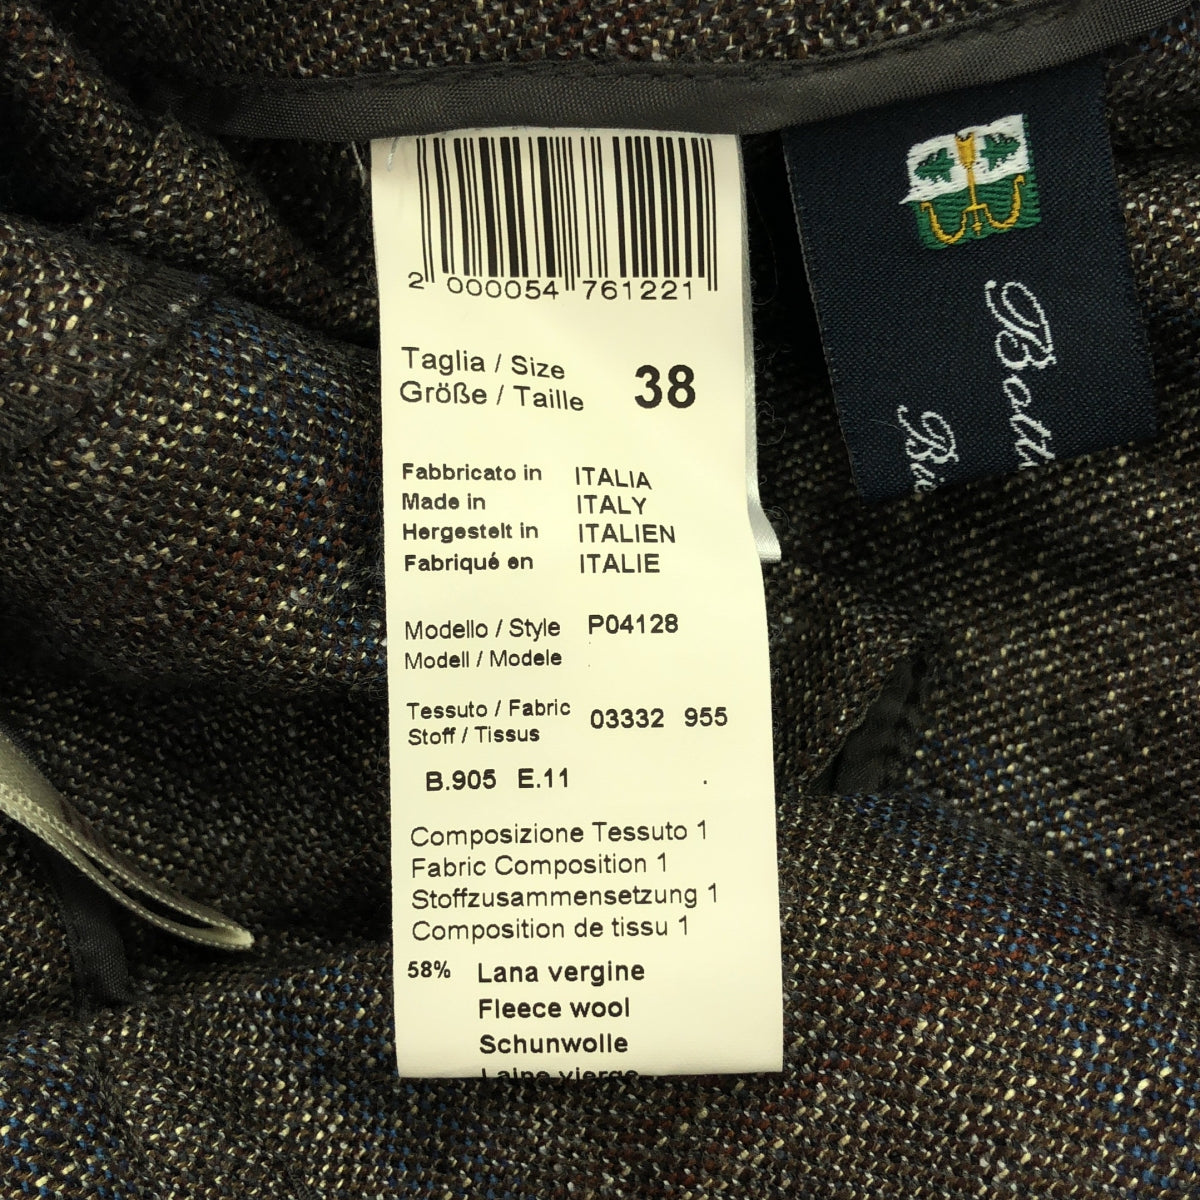 2 000054 761221
Taglia / Size
Größe / Taille 38
Fabbricato in ITALIA
Made in ITALY
Hergestelt in ITALIEN
Fabriqué en ITALIE
Modello / Style P04128
Modell / Modele
Tessuto / Fabric 03332 955
Stoff / Tissus
B.905 E.11
Composizione Tessuto 1
Fabric Composition 1
Stoffzusammensetzung 1
Composition de tissu 1
58% Lana vergine
Fleece wool
Schunwolle
Laine vierge